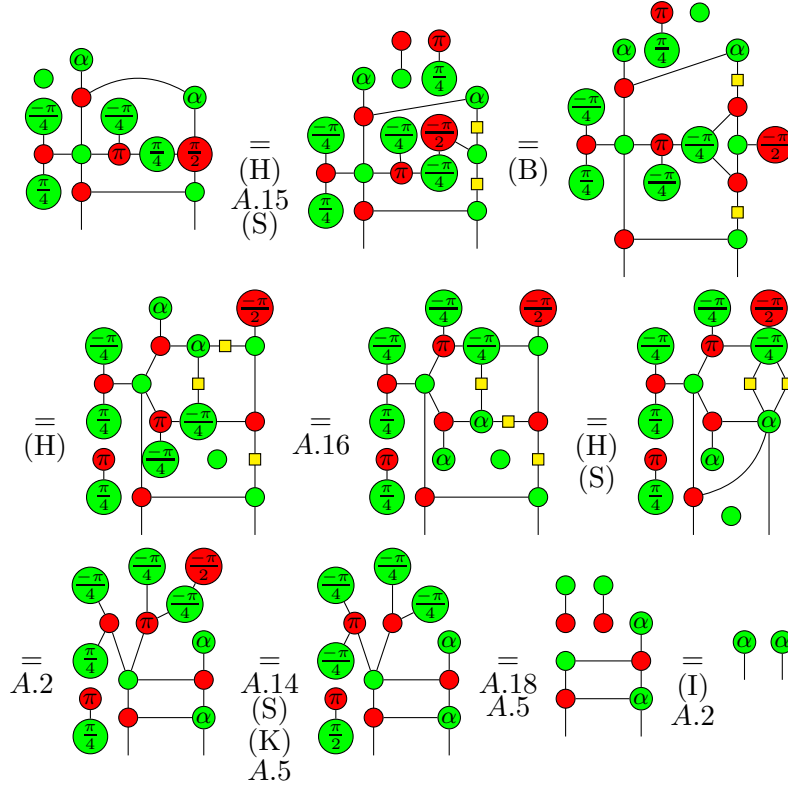 α
α
-π/4
-π/4
π
π/4
π/2
π/4
=
(H)
A.15
(S)
π
α
π/4
α
-π/4
-π/4
-π/2
π
-π/4
π/4
=
(B)
π
α
π/4
α
-π/4
π
-π/4
-π/2
π/4
-π/4
=
(H)
α
-π/2
-π/4
α
π
-π/4
π/4
π
-π/4
π/4
=
A.16
-π/4
-π/2
-π/4
π
-π/4
π/4
α
π
α
π/4
=
(H)
(S)
-π/4
-π/2
-π/4
π
-π/4
π/4
α
π
α
π/4
=
A.2
-π/4
-π/2
-π/4
-π/4
π
α
π/4
π
α
π/4
=
A.14
(S)
(K)
A.5
-π/4
-π/4
-π/4
π
α
-π/4
π
α
π/2
=
A.18
A.5
α
α
=
(I)
A.2
α α